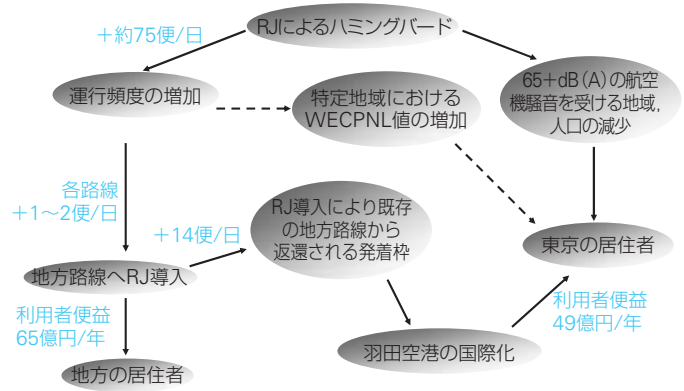 RJによるハミングバード
＋約75便/日
運行頻度の増加
特定地域における
WECPNL値の増加
65＋dB（A）の航空
機騒音を受ける地域，
人口の減少
各路線
＋1～2便/日
＋14便/日
RJ導入により既存
の地方路線から
返還される発着枠
東京の居住者
地方路線へRJ導入
利用者便益
65億円/年
利用者便益
49億円/年
羽田空港の国際化
地方の居住者